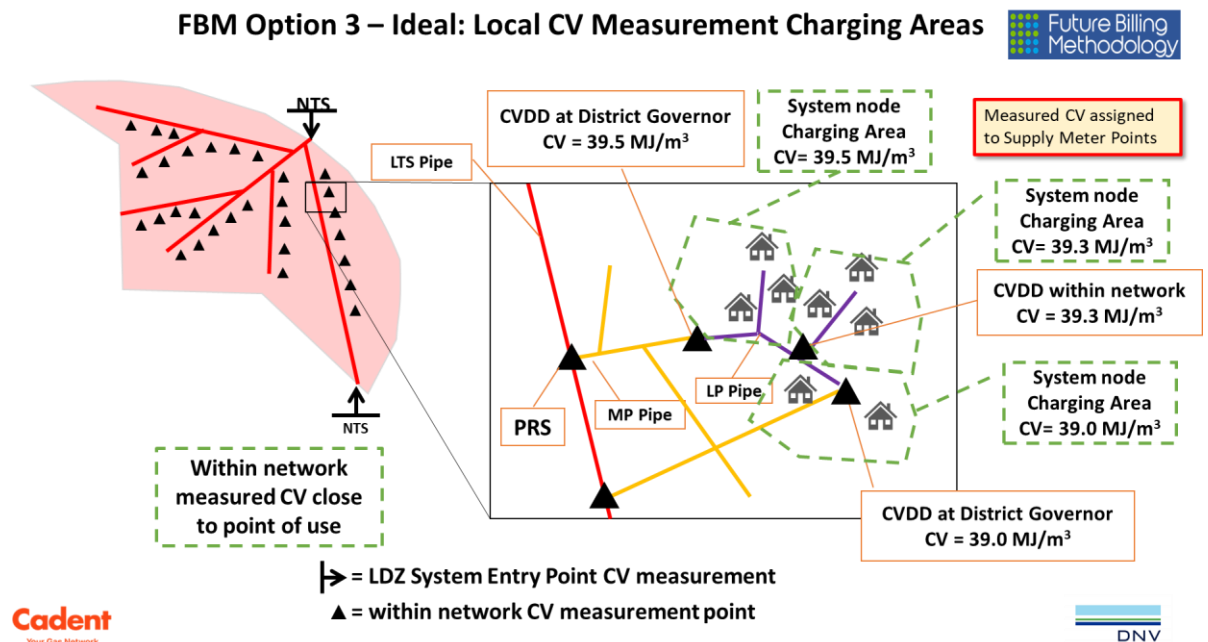 FBM Option 3 – Ideal: Local CV Measurement Charging Areas
Future Billing
Methodology
NTS
CVDD at District Governor
CV = 39.5 MJ/m³
System node
Charging Area
CV= 39.5 MJ/m³
Measured CV assigned
to Supply Meter Points
LTS Pipe
System node
Charging Area
CV= 39.3 MJ/m³
CVDD within network
CV = 39.3 MJ/m³
LP Pipe
MP Pipe
PRS
System node
Charging Area
CV= 39.0 MJ/m³
NTS
Within network
measured CV close
to point of use
CVDD at District Governor
CV = 39.0 MJ/m³
= LDZ System Entry Point CV measurement
= within network CV measurement point
Cadent
Your Gas Network
DNV